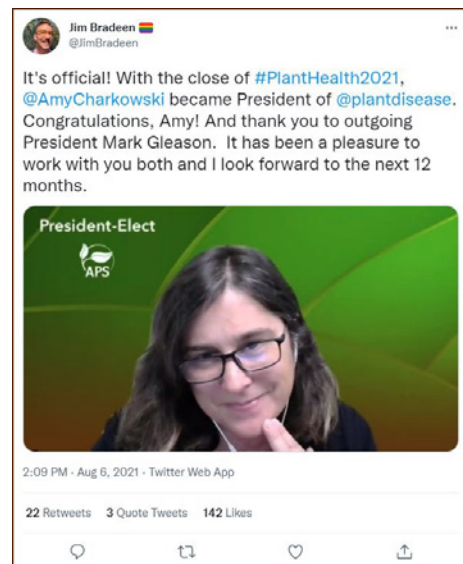 Jim Bradeen 🏳️‍🌈
@JimBradeen
It's official! With the close of #PlantHealth2021,
@AmyCharkowski became President of @plantdisease.
Congratulations, Amy! And thank you to outgoing
President Mark Gleason.  It has been a pleasure to
work with you both and I look forward to the next 12
months.
President-Elect
APS
2:09 PM · Aug 6, 2021 · Twitter Web App
22 Retweets 3 Quote Tweets 142 Likes